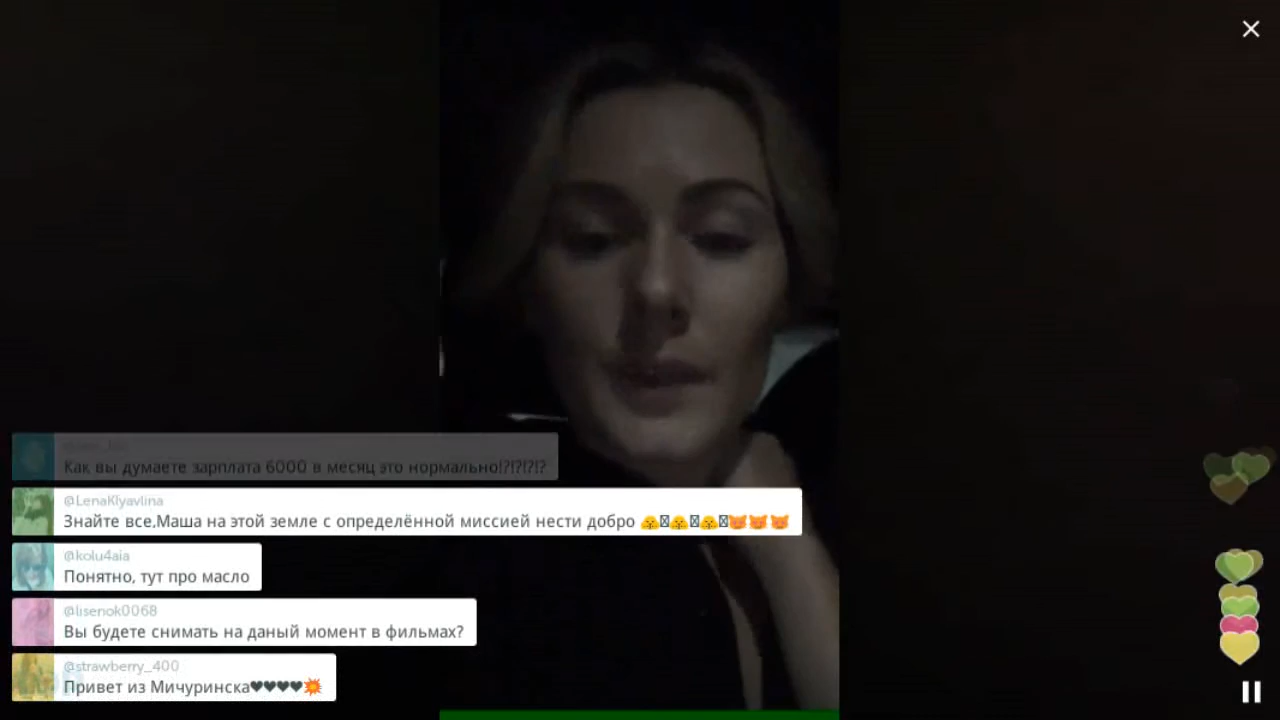 Как вы думаете зарплата 6000 в месяц это нормально!?!?!?!?
@LenaKlyavlina
Знайте все,Маша на этой земле с определённой миссией нести добро
@kolu4aia
Понятно, тут про масло
@lisenok0068
Вы будете снимать на даный момент в фильмах?
@strawberry_400
Привет из Мичуринска♥♥♥♥💥